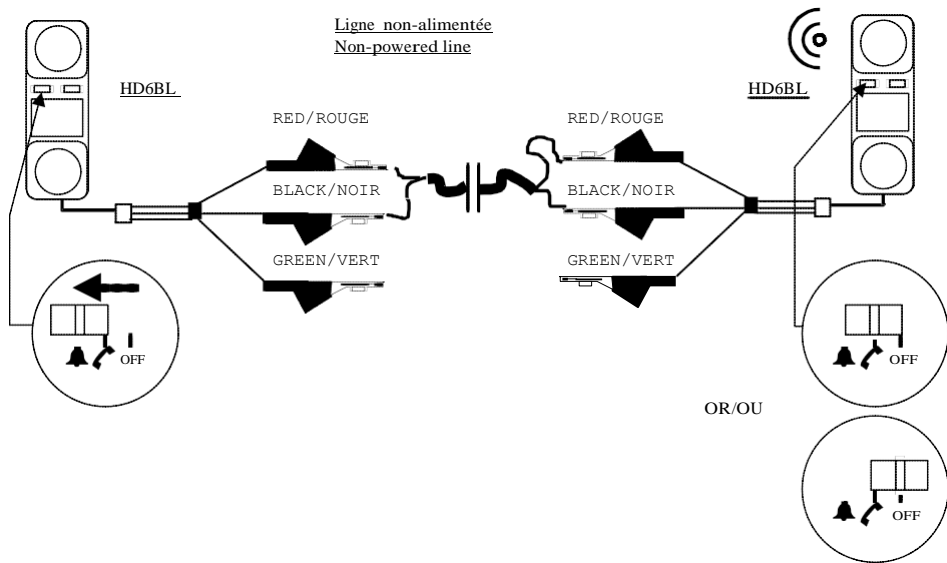 Ligne non-alimentée
Non-powered line
HD6BL
HD6BL
RED/ROUGE
RED/ROUGE
BLACK/NOIR
BLACK/NOIR
GREEN/VERT
GREEN/VERT
OFF
OFF
OR/OU
OFF